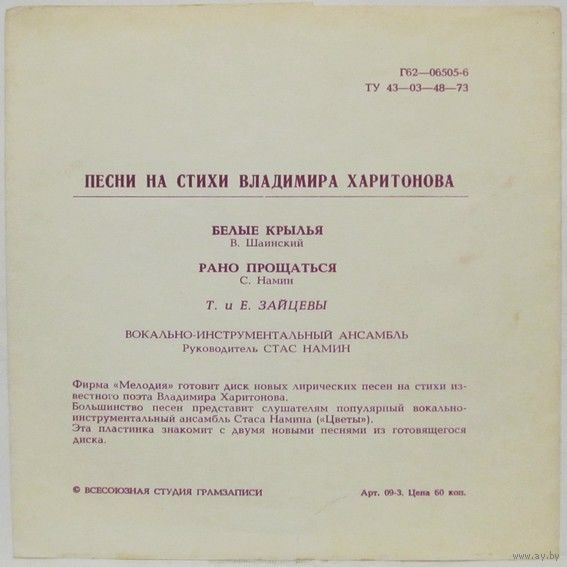 Г62—06505-6
ТУ 43—03—48—73
ПЕСНИ НА СТИХИ ВЛАДИМИРА ХАРИТОНОВА
БЕЛЫЕ КРЫЛЬЯ
В. Шаинский
РАНО ПРОЩАТЬСЯ
С. Намин
Т. и Е. ЗАЙЦЕВЫ
ВОКАЛЬНО-ИНСТРУМЕНТАЛЬНЫЙ АНСАМБЛЬ
Руководитель СТАС НАМИН
Фирма «Мелодия» готовит диск новых лирических песен на стихи из-
вестного поэта Владимира Харитонова.
Большинство песен представит слушателям популярный вокально-
инструментальный ансамбль Стаса Намина («Цветы»).
Эта пластинка знакомит с двумя новыми песнями из готовящегося
диска.
© ВСЕСОЮЗНАЯ СТУДИЯ ГРАМЗАПИСИ
Арт. 09-3. Цена 60 коп.
www.ay.by